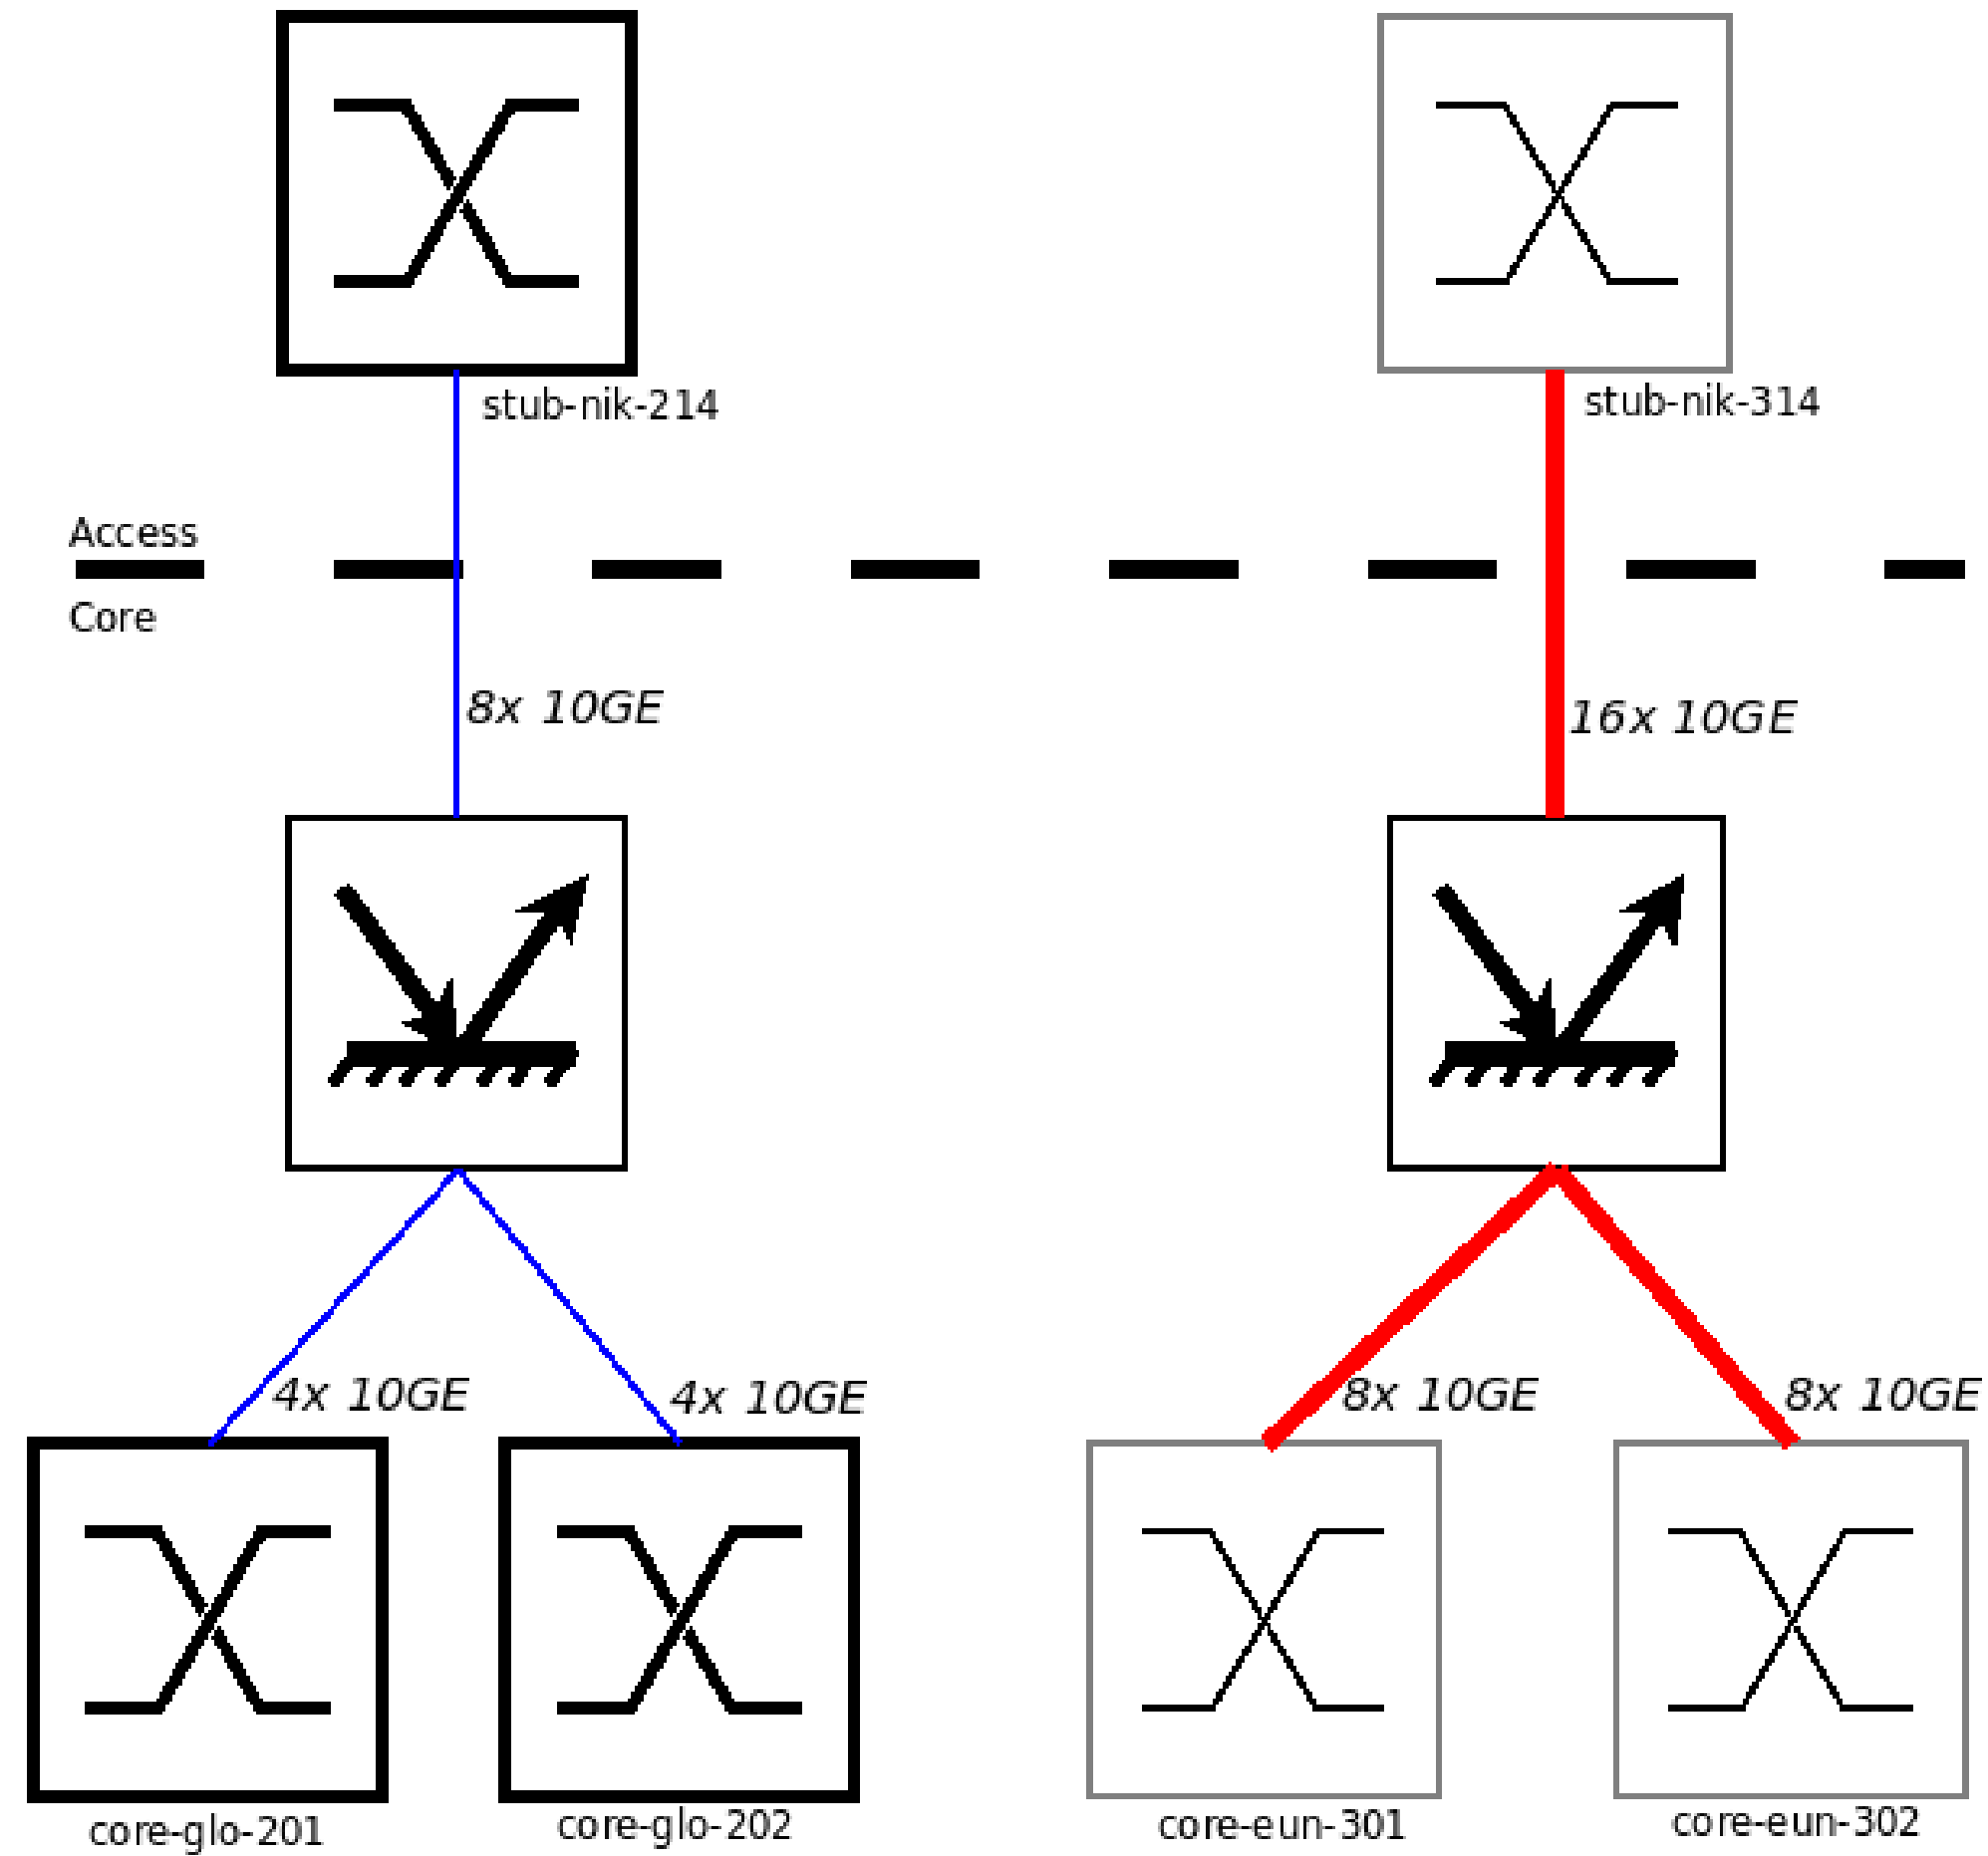 stub-nik-214
stub-nik-314
Access
Core
8x 10GE
16x 10GE
4x 10GE
4x 10GE
8x 10GE
8x 10GE
core-glo-201
core-glo-202
core-eun-301
core-eun-302